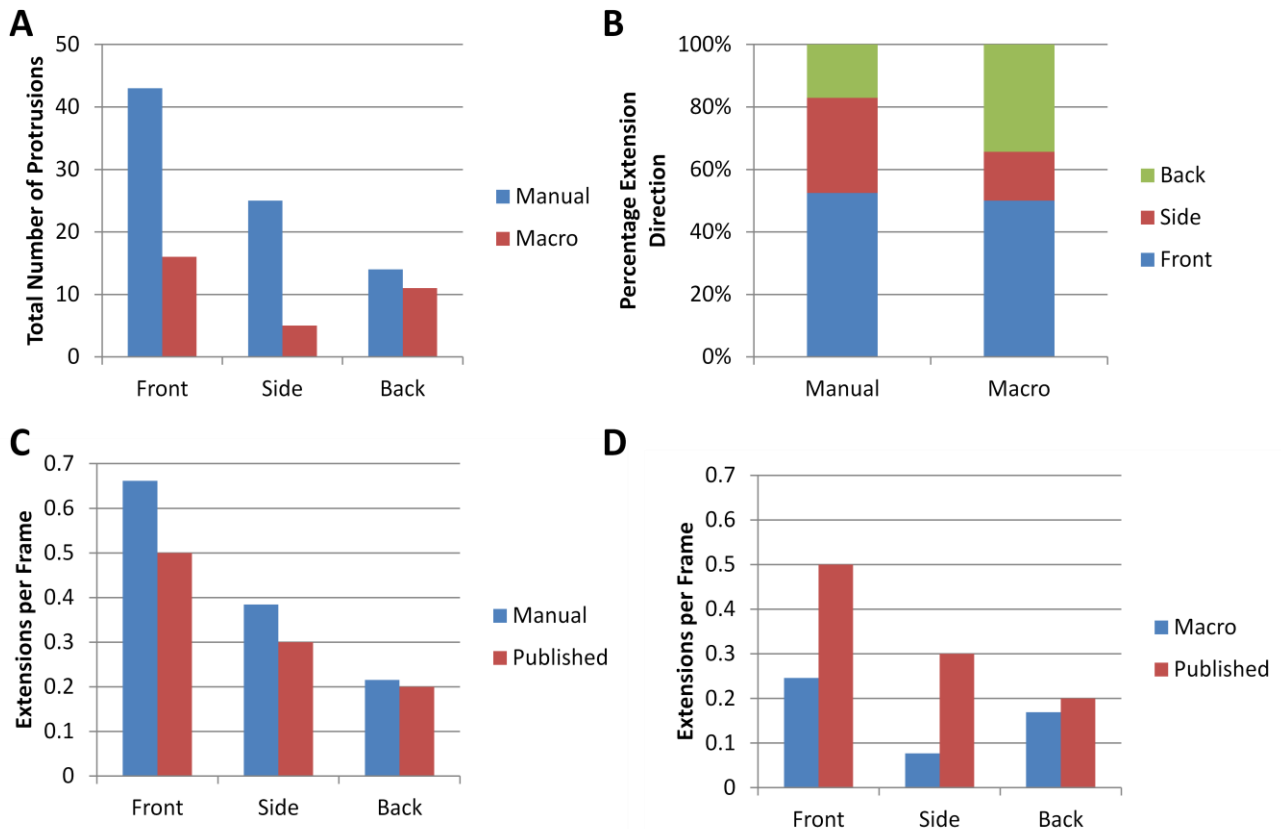 A
Total Number of Protrusions
50
40
30
20
10
0
Front Side Back
Manual
Macro
B
Percentage Extension
Direction
100%
80%
60%
40%
20%
0%
Manual Macro
Back
Side
Front
C
Extensions per Frame
0.7
0.6
0.5
0.4
0.3
0.2
0.1
0
Front Side Back
Manual
Published
D
Extensions per Frame
0.7
0.6
0.5
0.4
0.3
0.2
0.1
0
Front Side Back
Macro
Published